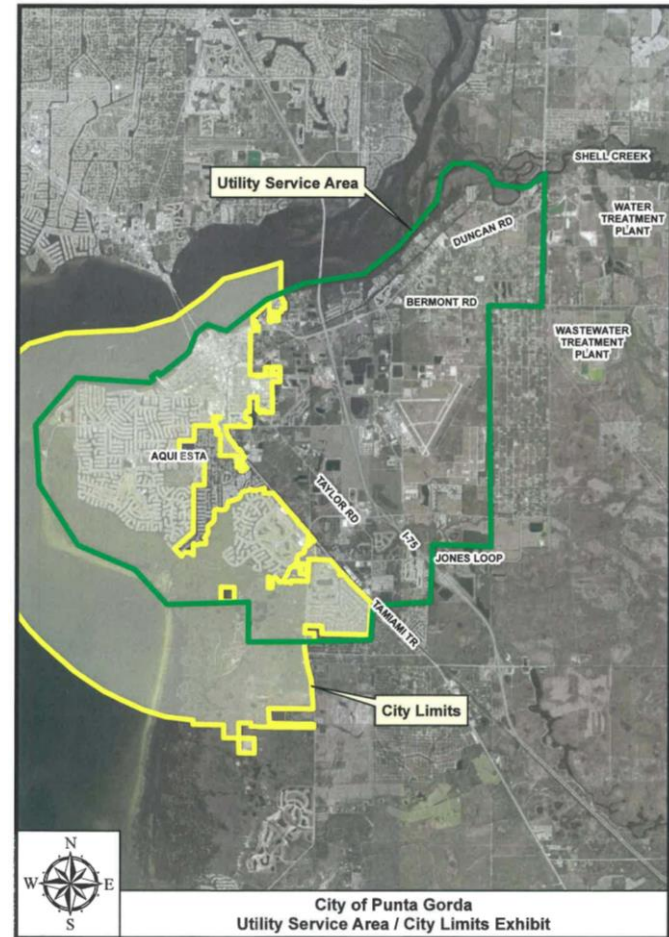 SHELL CREEK
Utility Service Area
WATER
TREATMENT
PLANT
DUNCAN RD
BERMONT RD
WASTEWATER
TREATMENT
PLANT
AQUI ESTA
TAYLOR RD
I-75
JONES LOOP
TAMIAMI TR
City Limits
N
W E
S
City of Punta Gorda
Utility Service Area / City Limits Exhibit